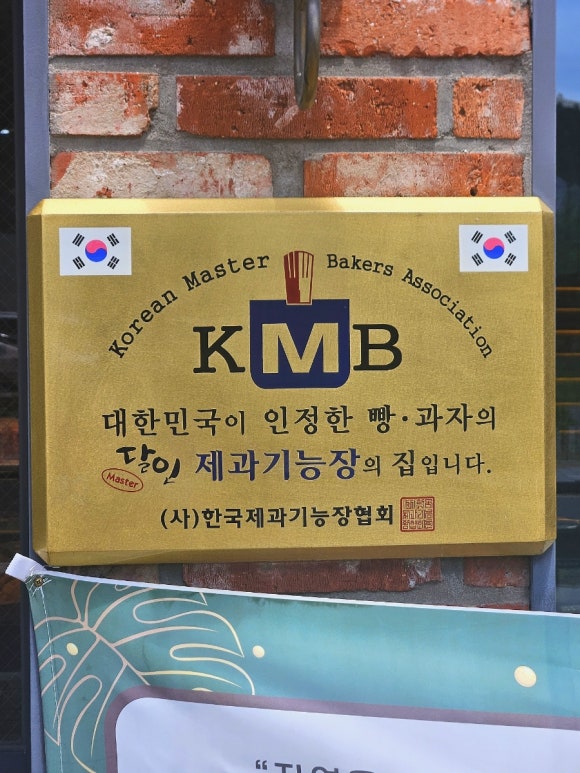 Korean Master Bakers Association
KMB
대한민국이 인정한 빵·과자의
달인 제과기능장의 집입니다.
Master
(사)한국제과기능장협회